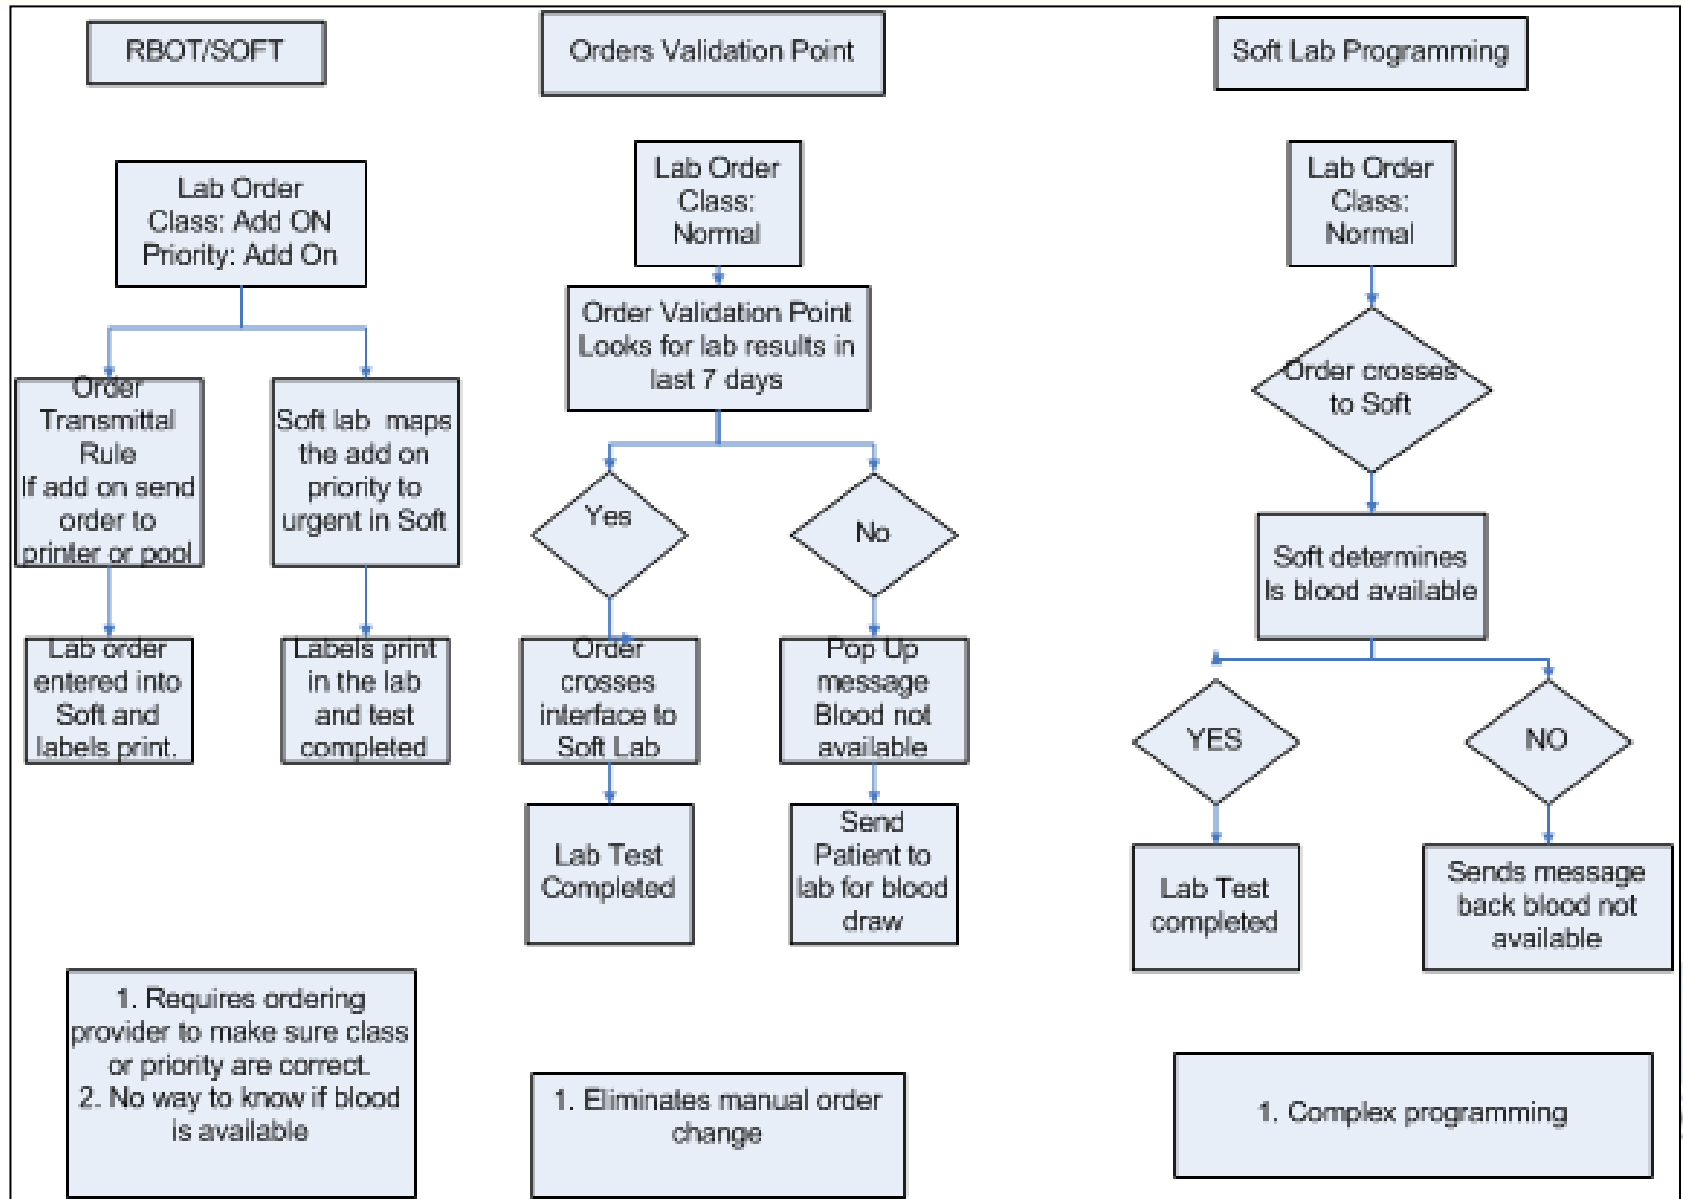 RBOT/SOFT
Lab Order
Class: Add ON
Priority: Add On
Order
Transmittal
Rule
If add on send
order to
printer or pool
Soft lab maps
the add on
priority to
urgent in Soft
Lab order
entered into
Soft and
labels print.
Labels print
in the lab
and test
completed
1. Requires ordering
provider to make sure class
or priority are correct.
2. No way to know if blood
is available
Orders Validation Point
Lab Order
Class:
Normal
Order Validation Point
Looks for lab results in
last 7 days
Yes
No
Order
crosses
interface to
Soft Lab
Pop Up
message
Blood not
available
Lab Test
Completed
Send
Patient to
lab for blood
draw
1. Eliminates manual order
change
Soft Lab Programming
Lab Order
Class:
Normal
Order crosses
to Soft
Soft determines
Is blood available
YES
NO
Lab Test
completed
Sends message
back blood not
available
1. Complex programming